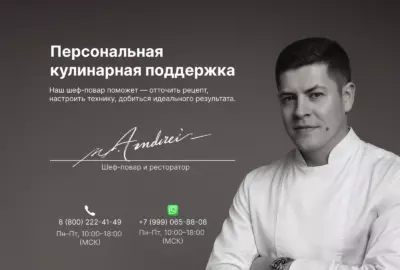 Персональная
кулинарная поддержка
Наш шеф-повар поможет — отточить рецепт,
настроить технику, добиться идеального результата.
Шеф-повар и ресторатор
8 (800) 222-41-49
Пн–Пт, 10:00–18:00
(МСК)
+7 (999) 065-88-08
Пн–Пт, 10:00–18:00
(МСК)